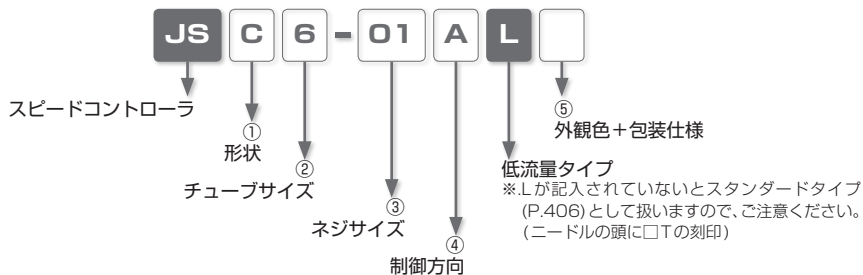 JS C 6 - 01 A L
スピードコントローラ
①
形状
②
チューブサイズ
③
ネジサイズ
④
制御方向
⑤
外観色+包装仕様
低流量タイプ
※.Lが記入されていないとスタンダードタイプ
(P.406)として扱いますので、ご注意ください。
(ニードルの頭に□Tの刻印)